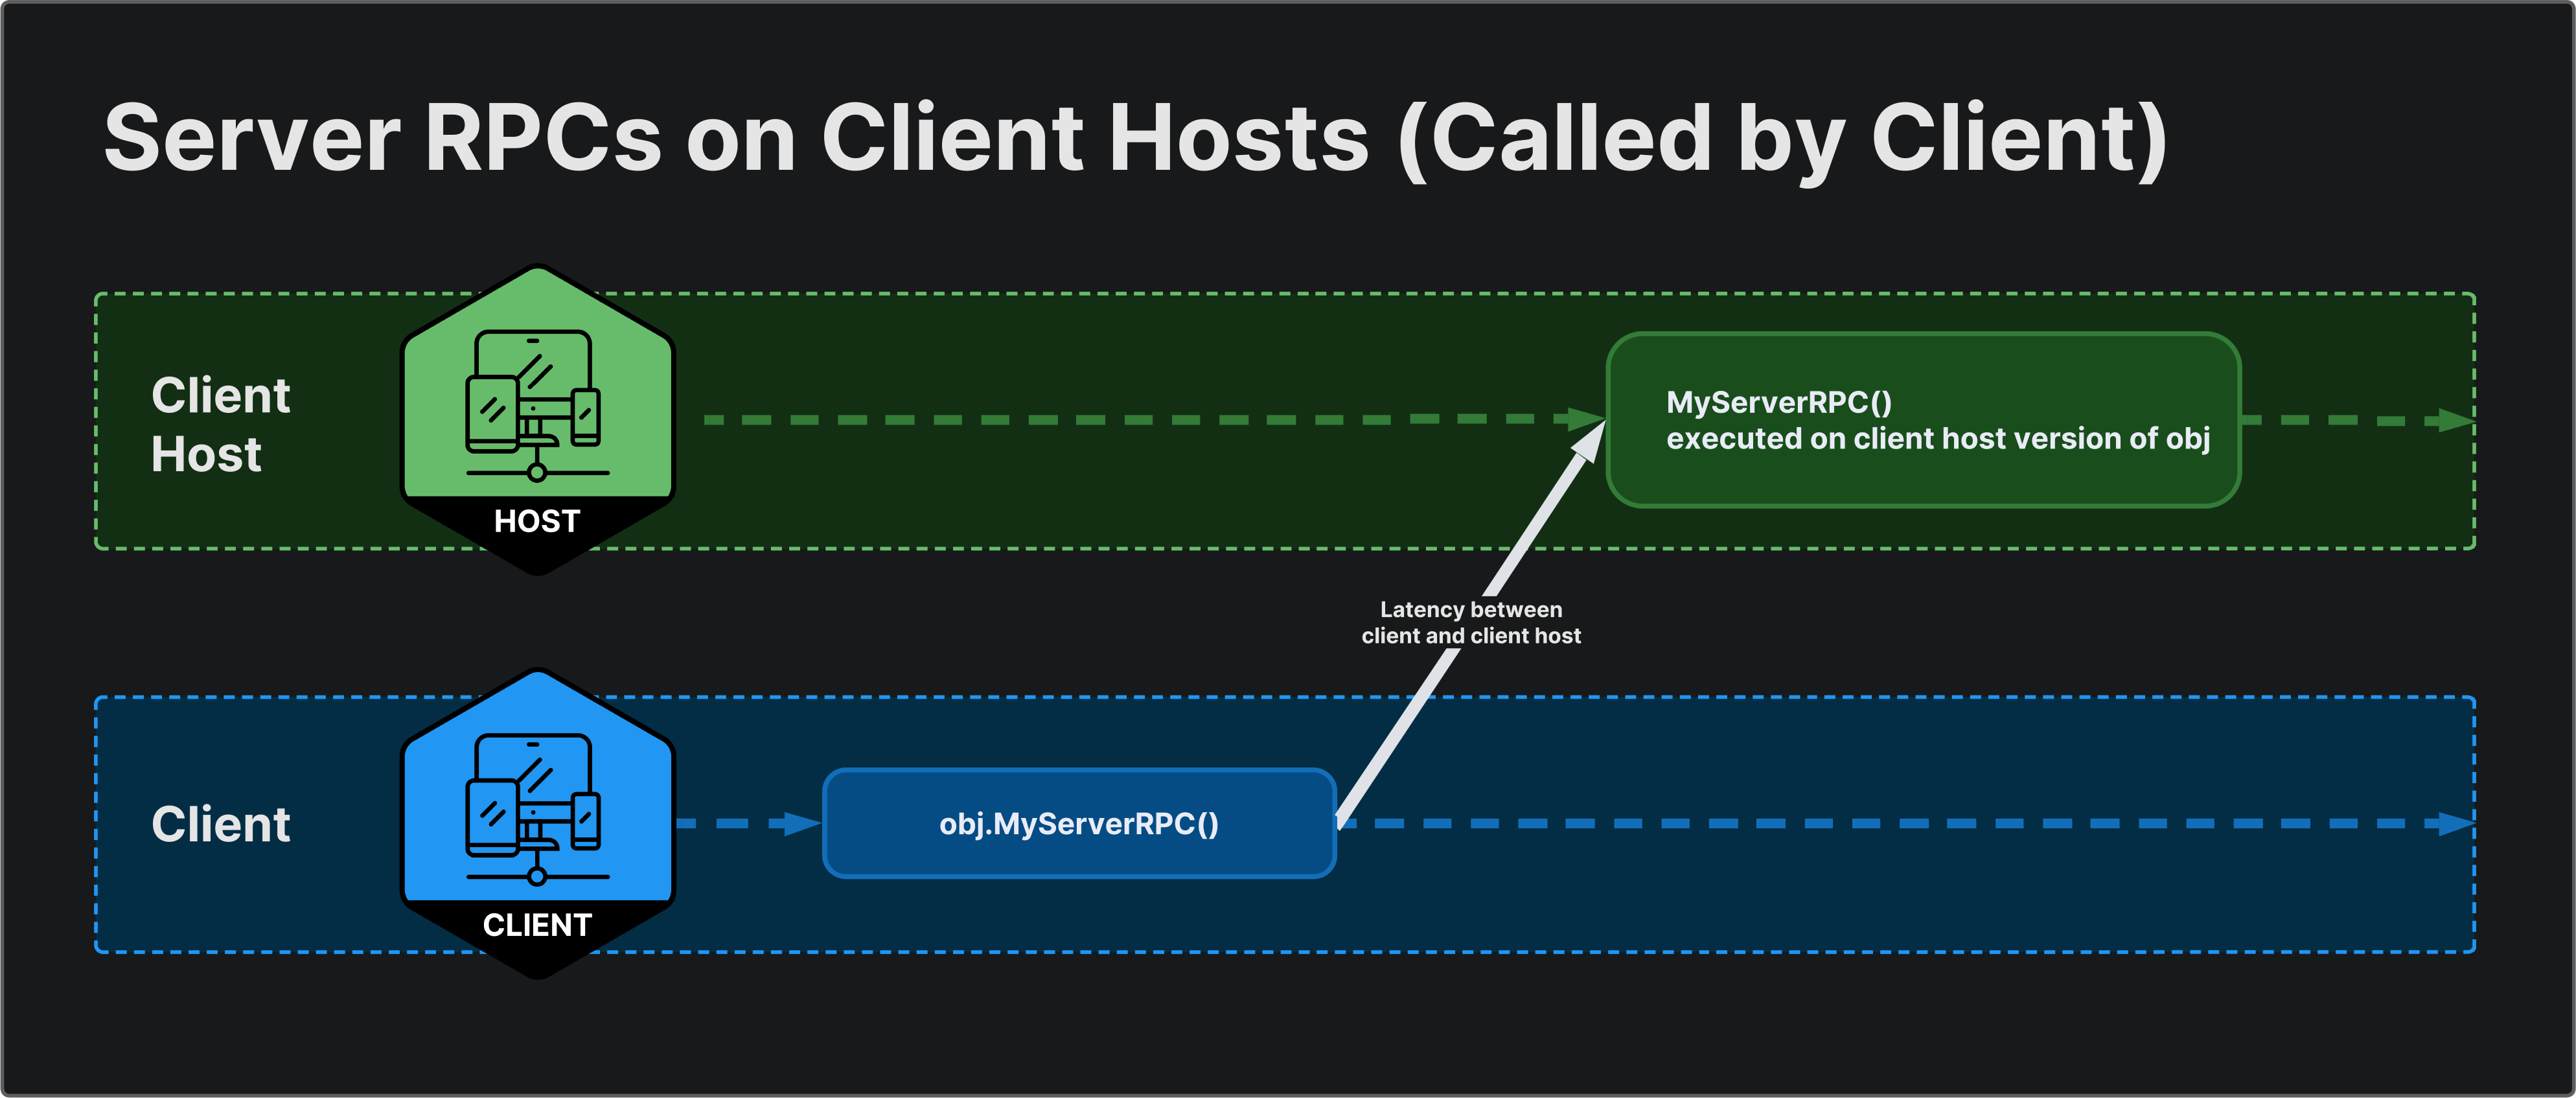 Server RPCs on Client Hosts (Called by Client)
Client
Host
HOST
MyServerRPC()
executed on client host version of obj
Latency between
client and client host
Client
CLIENT
obj.MyServerRPC()